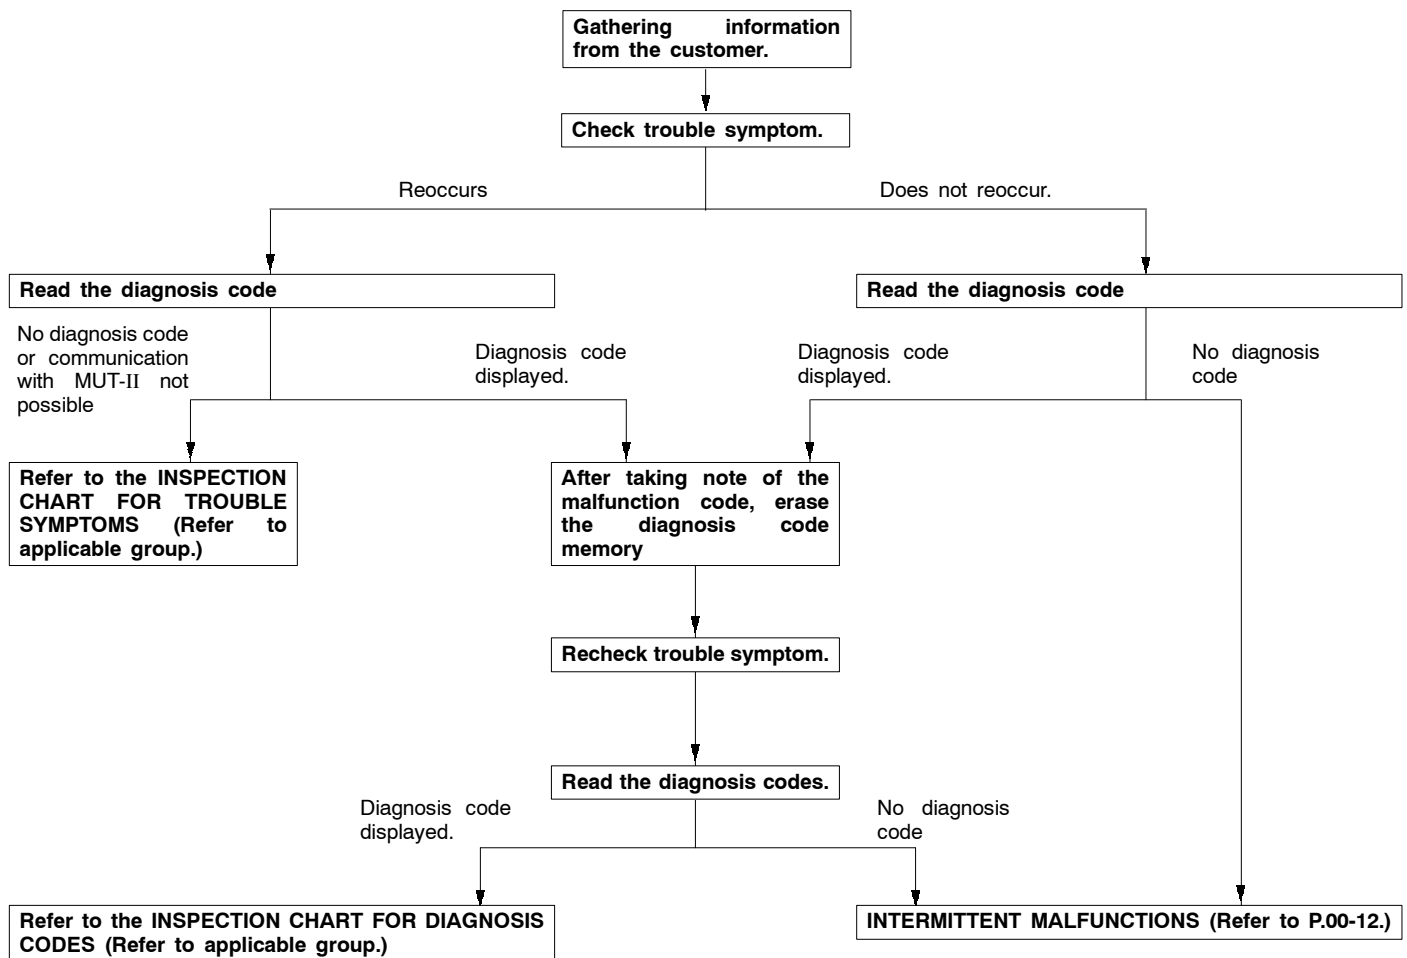 Gathering information
from the customer.
Check trouble symptom.
Reoccurs
Does not reoccur.
Read the diagnosis code
Read the diagnosis code
No diagnosis code
or communication
with MUT-II not
possible
Diagnosis code
displayed.
Diagnosis code
displayed.
No diagnosis
code
Refer to the INSPECTION
CHART FOR TROUBLE
SYMPTOMS (Refer to
applicable group.)
After taking note of the
malfunction code, erase
the diagnosis code
memory
Recheck trouble symptom.
Read the diagnosis codes.
Diagnosis code
displayed.
No diagnosis
code
Refer to the INSPECTION CHART FOR DIAGNOSIS
CODES (Refer to applicable group.)
INTERMITTENT MALFUNCTIONS (Refer to P.00-12.)